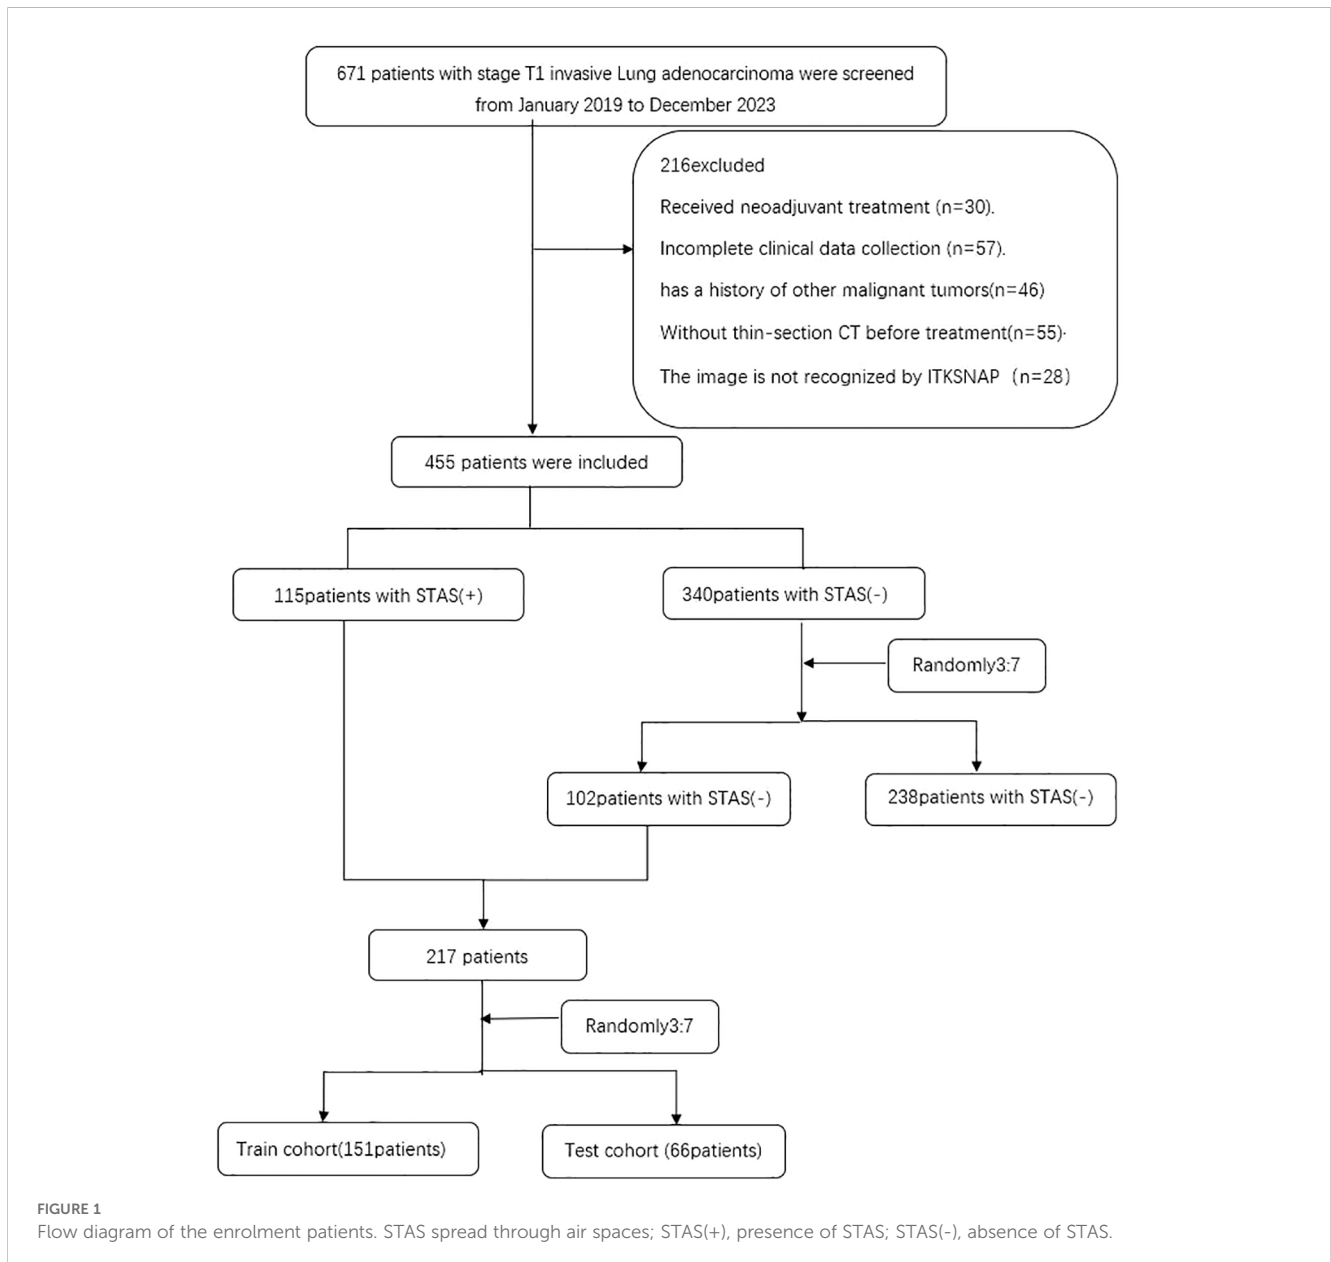 671 patients with stage T1 invasive Lung adenocarcinoma were screened
from January 2019 to December 2023
216excluded
Received neoadjuvant treatment (n=30).
Incomplete clinical data collection (n=57).
has a history of other malignant tumors(n=46)
Without thin-section CT before treatment(n=55)·
The image is not recognized by ITKSNAP (n=28)
455 patients were included
115patients with STAS(+)
340patients with STAS(-)
Randomly3:7
102patients with STAS(-)
238patients with STAS(-)
217 patients
Randomly3:7
Train cohort(151patients)
Test cohort (66patients)
FIGURE 1
Flow diagram of the enrolment patients. STAS spread through air spaces; STAS(+), presence of STAS; STAS(-), absence of STAS.